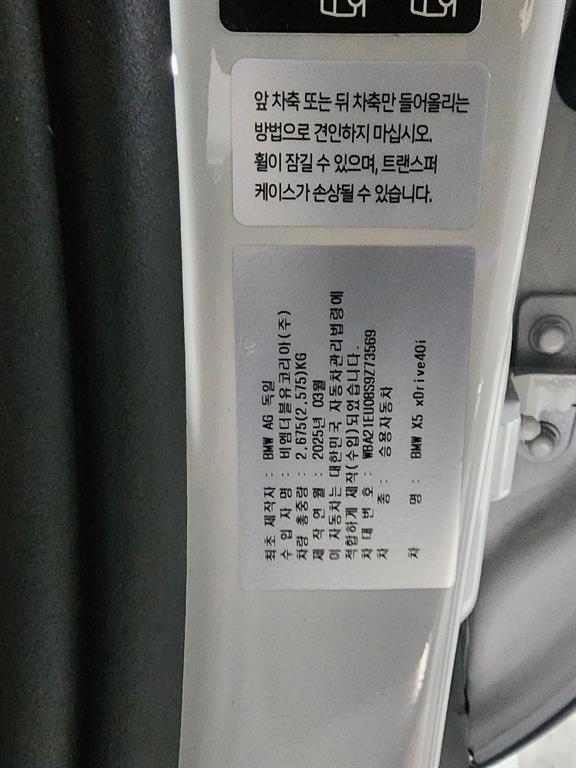 앞 차축 또는 뒤 차축만 들어올리는
방법으로 견인하지 마십시오.
휠이 잠길 수 있으며, 트랜스퍼
케이스가 손상될 수 있습니다.
최초 제작자 : BMW AG 독일
수 입 자 명 : 비엠더블유코리아(주)
차량 총중량 : 2,675(2,575)KG
제 작 연 월 : 2025년 03월
이 자동차는 대한민국 자동차관리법령에
적합하게 제작(수입)되었습니다.
차 대 번 호 : WBA21EU08S9Z73569
차 종 : 승용자동차
차 명 : BMW X5 xDrive40i